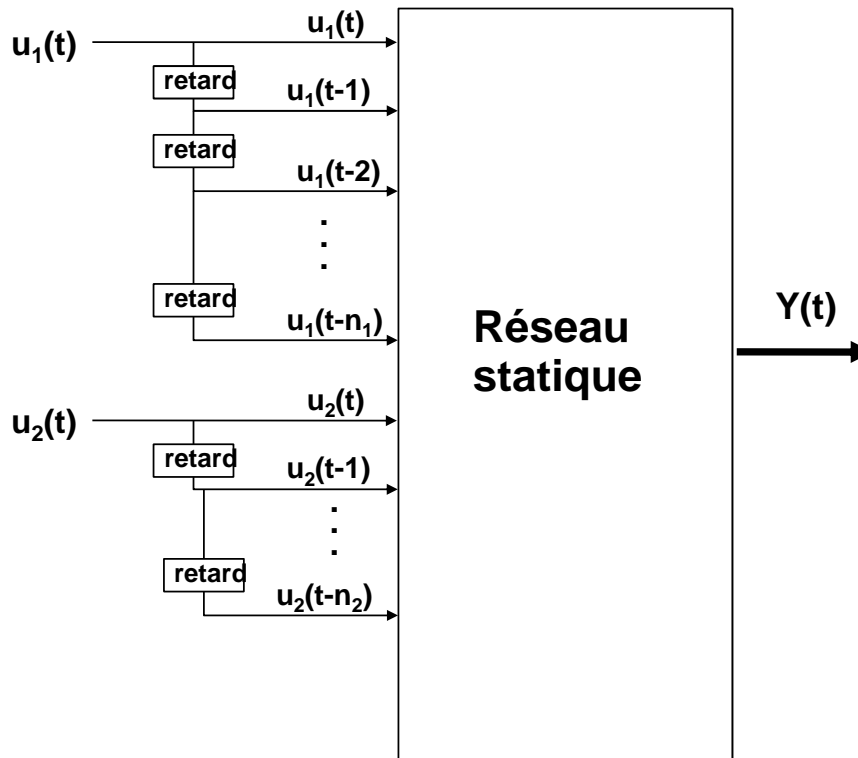 u₁(t)
u₁(t)
retard
u₁(t-1)
retard
u₁(t-2)
.
.
.
retard
u₁(t-n₁)
Réseau
statique
Y(t)
u₂(t)
u₂(t)
retard
u₂(t-1)
.
.
.
retard
u₂(t-n₂)